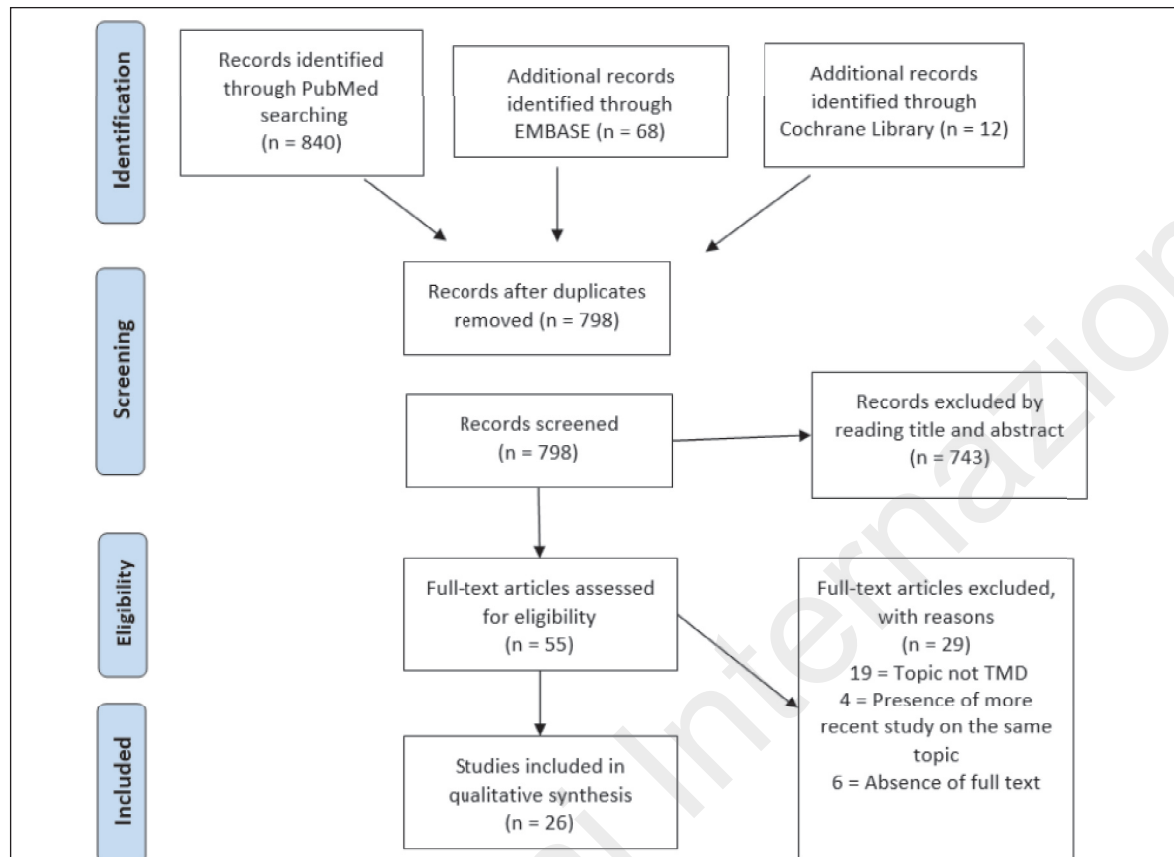 Identification
Records identified
through PubMed
searching
(n = 840)
Additional records
identified through
EMBASE (n = 68)
Additional records
identified through
Cochrane Library (n = 12)
Screening
Records after duplicates
removed (n = 798)
Records screened
(n = 798)
Records excluded by
reading title and abstract
(n = 743)
Eligibility
Full-text articles assessed
for eligibility
(n = 55)
Full-text articles excluded,
with reasons
(n = 29)
19 = Topic not TMD
4 = Presence of more
recent study on the same
topic
6 = Absence of full text
Included
Studies included in
qualitative synthesis
(n = 26)